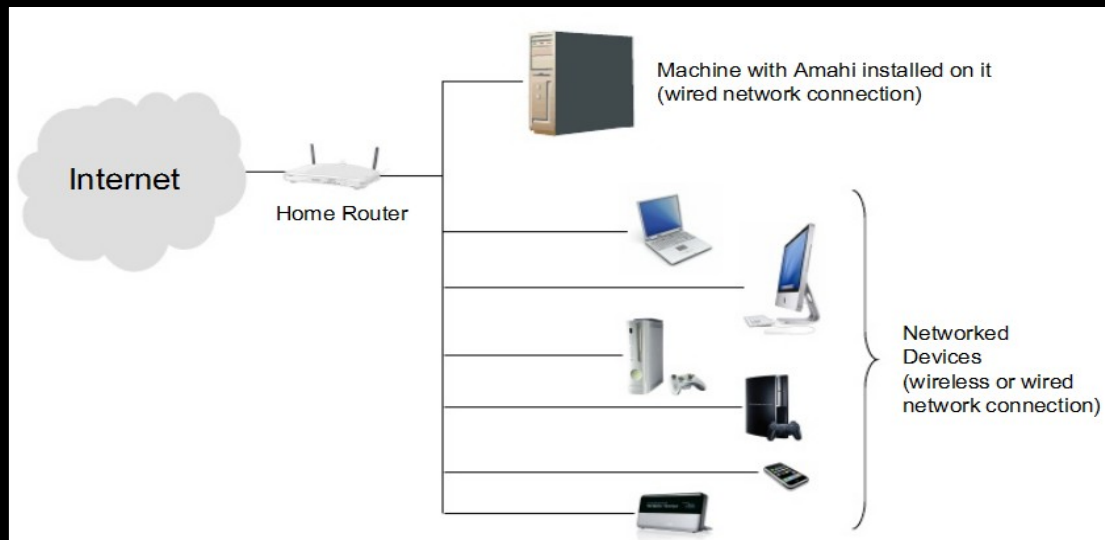 Machine with Amahi installed on it
(wired network connection)
Internet
Home Router
Networked
Devices
(wireless or wired
network connection)